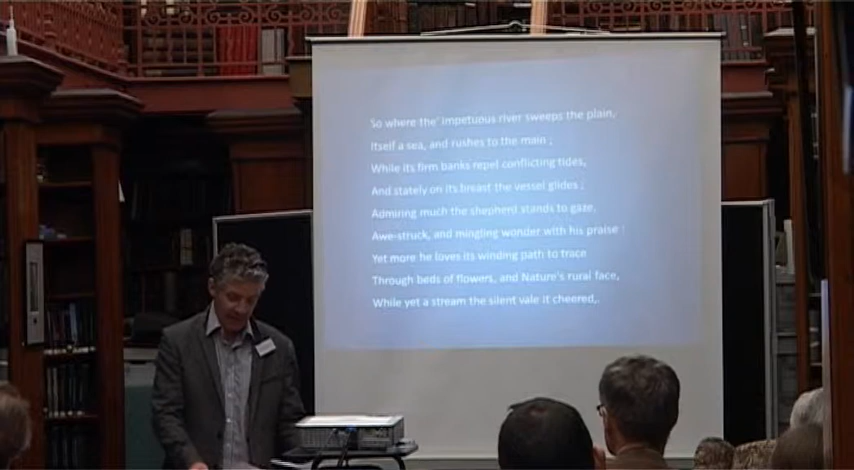 So where the' impetuous river sweeps the plain,
Itself a sea, and rushes to the main ;
While its firm banks repel conflicting tides,
And stately on its breast the vessel glides ;
Admiring much the shepherd stands to gaze,
Awe-struck, and mingling wonder with his praise !
Yet more he loves its winding path to trace
Through beds of flowers, and Nature's rural face,
While yet a stream the silent vale it cheered,.